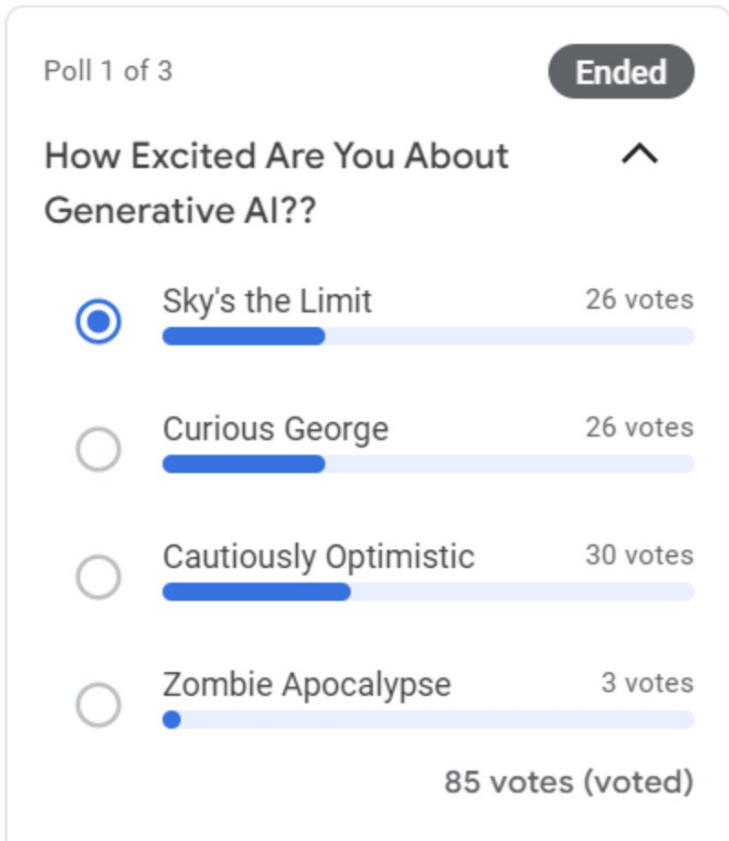 Poll 1 of 3
Ended
How Excited Are You About
Generative AI??
Sky's the Limit
26 votes
Curious George
26 votes
Cautiously Optimistic
30 votes
Zombie Apocalypse
3 votes
85 votes (voted)